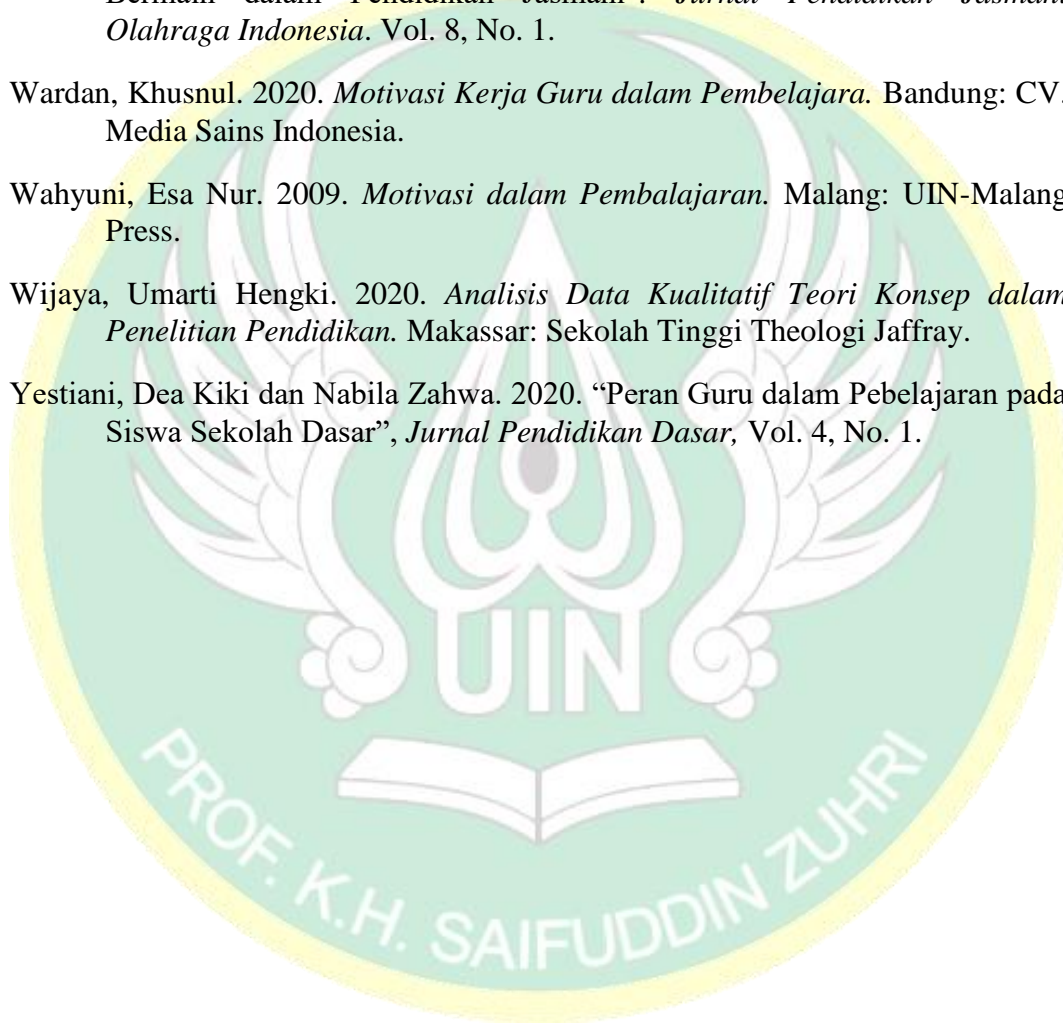 Bermain dalam Pendidikan Jasmani”. Jurnal Pendidikan Jasmani
Olahraga Indonesia. Vol. 8, No. 1.
Wardan, Khusnul. 2020. Motivasi Kerja Guru dalam Pembelajara. Bandung: CV.
Media Sains Indonesia.
Wahyuni, Esa Nur. 2009. Motivasi dalam Pembalajaran. Malang: UIN-Malang
Press.
Wijaya, Umarti Hengki. 2020. Analisis Data Kualitatif Teori Konsep dalam
Penelitian Pendidikan. Makassar: Sekolah Tinggi Theologi Jaffray.
Yestiani, Dea Kiki dan Nabila Zahwa. 2020. “Peran Guru dalam Pebelajaran pada
Siswa Sekolah Dasar”, Jurnal Pendidikan Dasar, Vol. 4, No. 1.
UIN
PROF. K.H. SAIFUDDIN ZUHRI